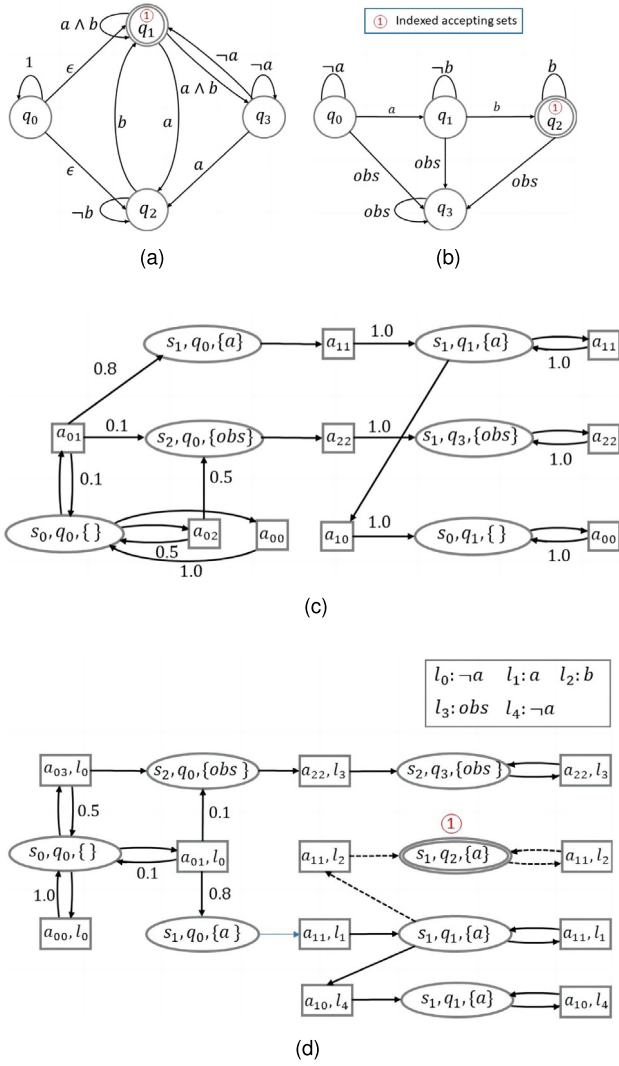 ① Indexed accepting sets
a ∧ b
①
q₁
1
ϵ
¬a
¬a
a ∧ b
q₀
b
a
q₃
ϵ
a
¬b
q₂
(a)
¬a
¬b
b
q₀
a
q₁
b
①
q₂
obs
obs
obs
obs
q₃
(b)
s₁, q₀, {a}
a₁₁
1.0
s₁, q₁, {a}
a₁₁
1.0
0.8
a₀₁
0.1
s₂, q₀, {obs}
a₂₂
1.0
s₁, q₃, {obs}
a₂₂
1.0
0.1
0.5
s₀, q₀, { }
a₀₂
a₀₀
0.5
1.0
a₁₀
1.0
s₀, q₁, { }
a₀₀
1.0
(c)
l₀: ¬a l₁: a l₂: b
l₃: obs l₄: ¬a
a₀₃, l₀
s₂, q₀, {obs }
a₂₂, l₃
s₂, q₃, {obs }
a₂₂, l₃
0.5
0.1
①
s₀, q₀, { }
a₀₁, l₀
0.1
a₁₁, l₂
s₁, q₂, {a}
a₁₁, l₂
1.0
0.8
a₀₀, l₀
s₁, q₀, {a }
a₁₁, l₁
s₁, q₁, {a}
a₁₁, l₁
a₁₀, l₄
s₁, q₁, {a}
a₁₀, l₄
(d)